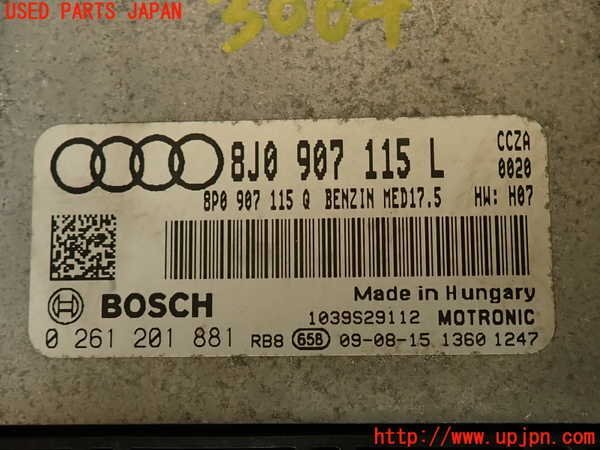 USED PARTS JAPAN
3064
8J0 907 115 L
CCZA
0020
8P0 907 115 Q BENZIN MED17.5
HW: H07
BOSCH
Made in Hungary
1039S29112 MOTRONIC
0 261 201 881 RB8 658 09-08-15 1360 1247
http://www.upjpn.com/